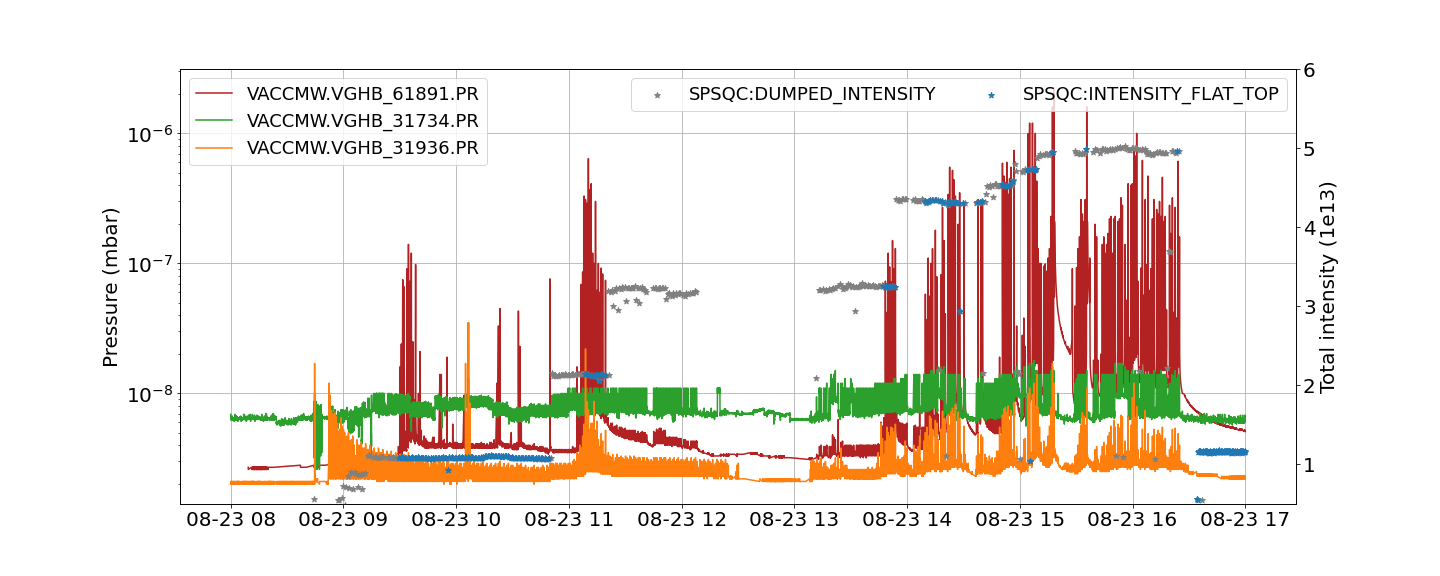 VACCMW.VGHB_61891.PR
VACCMW.VGHB_31734.PR
VACCMW.VGHB_31936.PR
SPSQC:DUMPED_INTENSITY SPSQC:INTENSITY_FLAT_TOP
Pressure (mbar)
10⁻⁶
10⁻⁷
10⁻⁸
Total intensity (1e13)
6
5
4
3
2
1
08-23 08 08-23 09 08-23 10 08-23 11 08-23 12 08-23 13 08-23 14 08-23 15 08-23 16 08-23 17